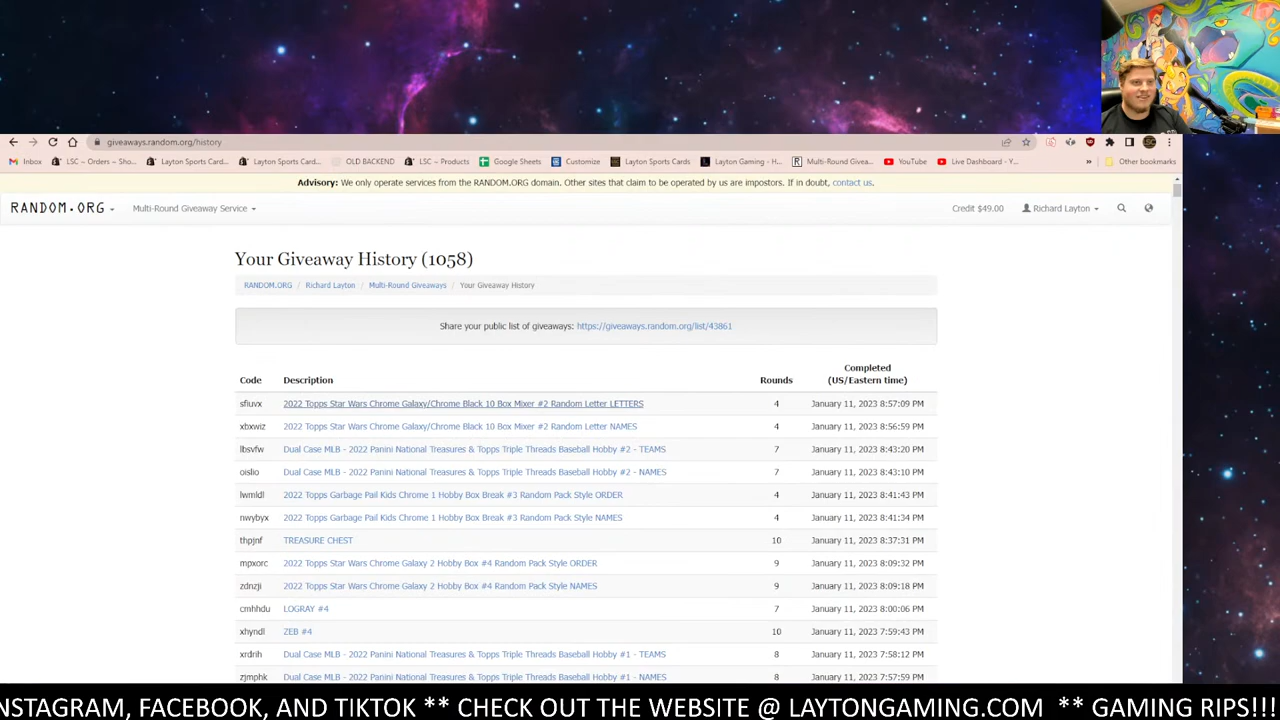 giveaways.random.org/history
Inbox LSC – Orders – Sho... Layton Sports Card... Layton Sports Card... OLD BACKEND LSC – Products Google Sheets Customize Layton Sports Cards Layton Gaming - H... Multi-Round Givea... YouTube Live Dashboard - Y... » Other bookmarks
Advisory: We only operate services from the RANDOM.ORG domain. Other sites that claim to be operated by us are impostors. If in doubt, contact us.
RANDOM.ORG Multi-Round Giveaway Service Credit $49.00 Richard Layton
Your Giveaway History (1058)
RANDOM.ORG / Richard Layton / Multi-Round Giveaways / Your Giveaway History
Share your public list of giveaways: https://giveaways.random.org/list/43861
Code Description Rounds Completed (US/Eastern time)
sfiuvx 2022 Topps Star Wars Chrome Galaxy/Chrome Black 10 Box Mixer #2 Random Letter LETTERS 4 January 11, 2023 8:57:09 PM
xbxwiz 2022 Topps Star Wars Chrome Galaxy/Chrome Black 10 Box Mixer #2 Random Letter NAMES 4 January 11, 2023 8:56:59 PM
lbsvfw Dual Case MLB - 2022 Panini National Treasures & Topps Triple Threads Baseball Hobby #2 - TEAMS 7 January 11, 2023 8:43:20 PM
oislio Dual Case MLB - 2022 Panini National Treasures & Topps Triple Threads Baseball Hobby #2 - NAMES 7 January 11, 2023 8:43:10 PM
lwmldl 2022 Topps Garbage Pail Kids Chrome 1 Hobby Box Break #3 Random Pack Style ORDER 4 January 11, 2023 8:41:43 PM
nwybyx 2022 Topps Garbage Pail Kids Chrome 1 Hobby Box Break #3 Random Pack Style NAMES 4 January 11, 2023 8:41:34 PM
thpjnf TREASURE CHEST 10 January 11, 2023 8:37:31 PM
mpxorc 2022 Topps Star Wars Chrome Galaxy 2 Hobby Box #4 Random Pack Style ORDER 9 January 11, 2023 8:09:32 PM
zdnzji 2022 Topps Star Wars Chrome Galaxy 2 Hobby Box #4 Random Pack Style NAMES 9 January 11, 2023 8:09:18 PM
cmhhdu LOGRAY #4 7 January 11, 2023 8:00:06 PM
xhyndl ZEB #4 10 January 11, 2023 7:59:43 PM
xrdrih Dual Case MLB - 2022 Panini National Treasures & Topps Triple Threads Baseball Hobby #1 - TEAMS 8 January 11, 2023 7:58:12 PM
zjmphk Dual Case MLB - 2022 Panini National Treasures & Topps Triple Threads Baseball Hobby #1 - NAMES 8 January 11, 2023 7:57:59 PM
NSTAGRAM, FACEBOOK, AND TIKTOK ** CHECK OUT THE WEBSITE @ LAYTONGAMING.COM ** GAMING RIPS!!!